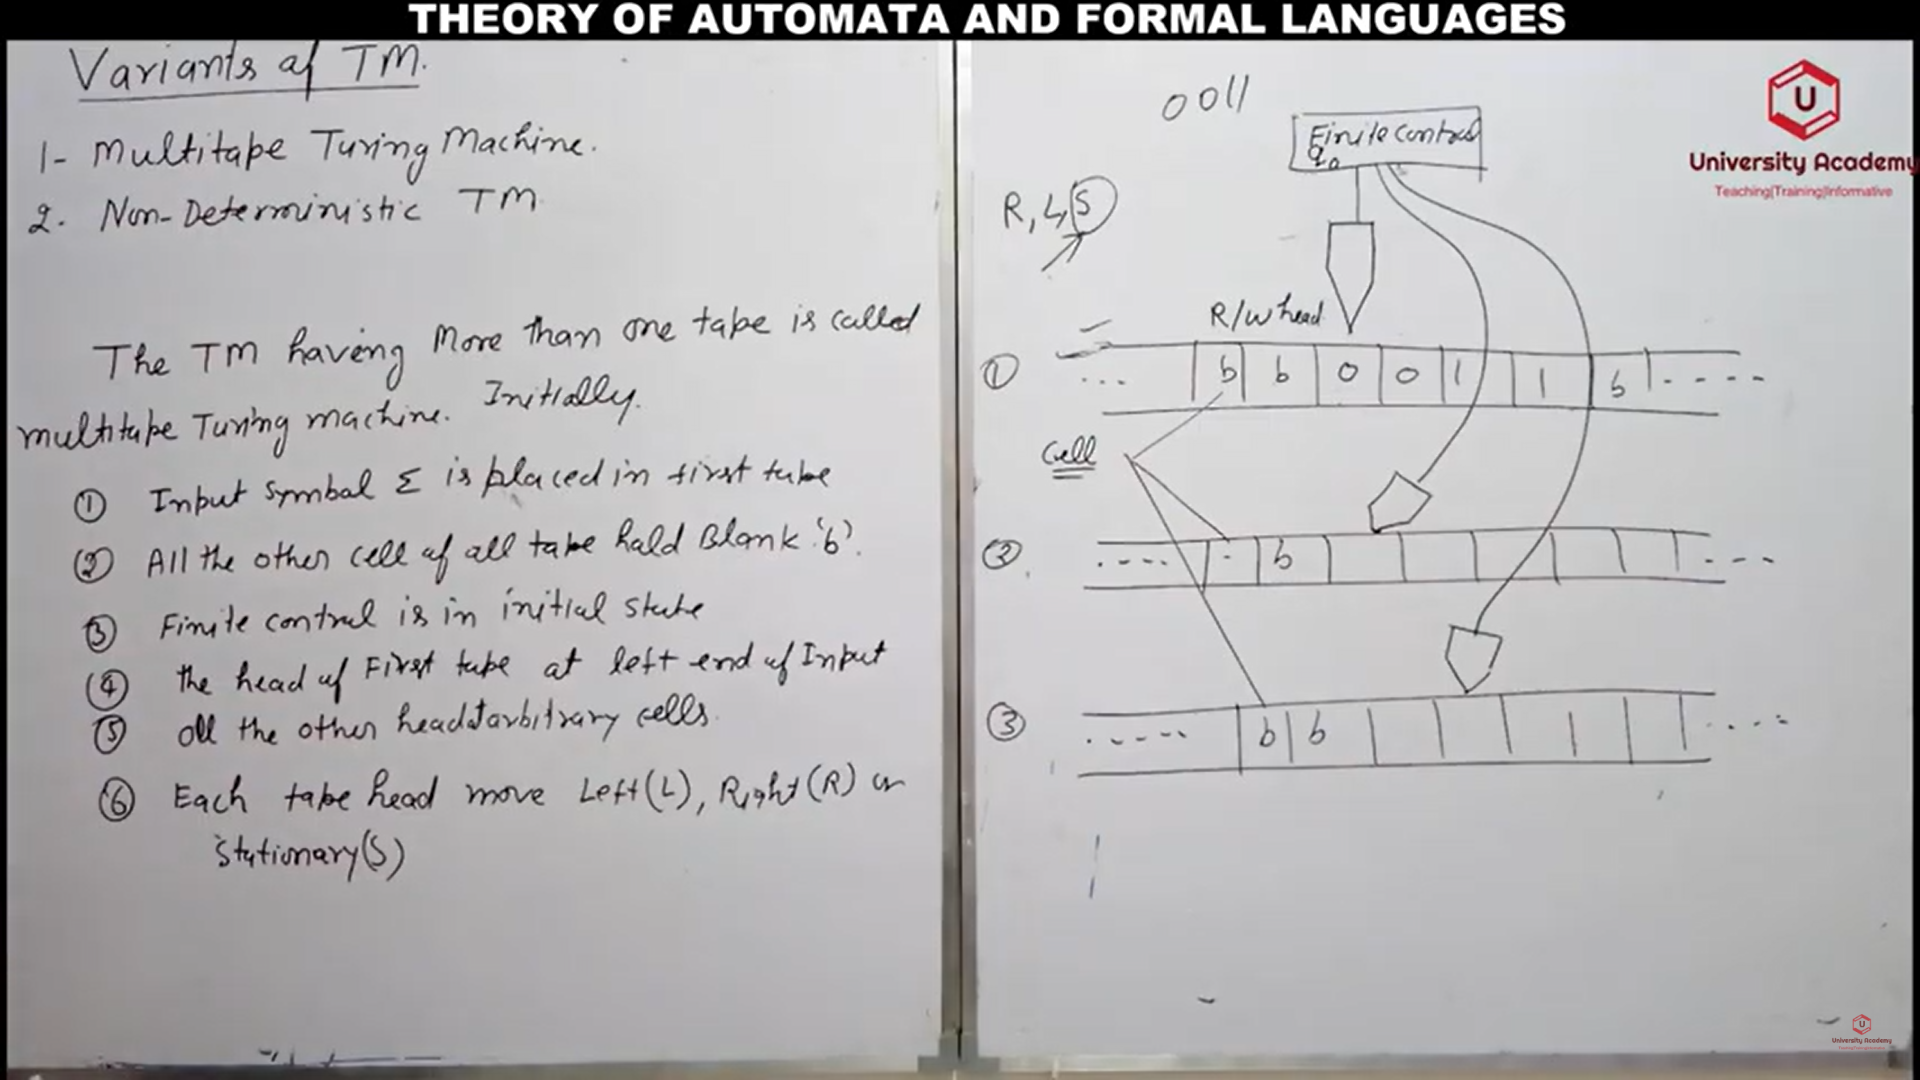 THEORY OF AUTOMATA AND FORMAL LANGUAGES
Variants of TM.
1- Multitape Turing Machine.
2. Non-Deterministic TM
The TM having More than one tape is called
multitape Turing machine. Initially.
① Input symbol Σ is placed in first tape
② All the other cell of all tape hold Blank 'b'.
③ Finite control is in initial state
④ the head of First tape at left end of Input
⑤ all the other head at arbitrary cells.
⑥ Each tape head move Left(L), Right(R) or
Stationary(S)
0011
Finite control
q0
R, L, S
R/W head
① ... b b 0 0 1 1 b ----
Cell
② .... - b ---
③ ----- b b ....
U
University Academy
Teaching|Training|Informative
U
University Academy